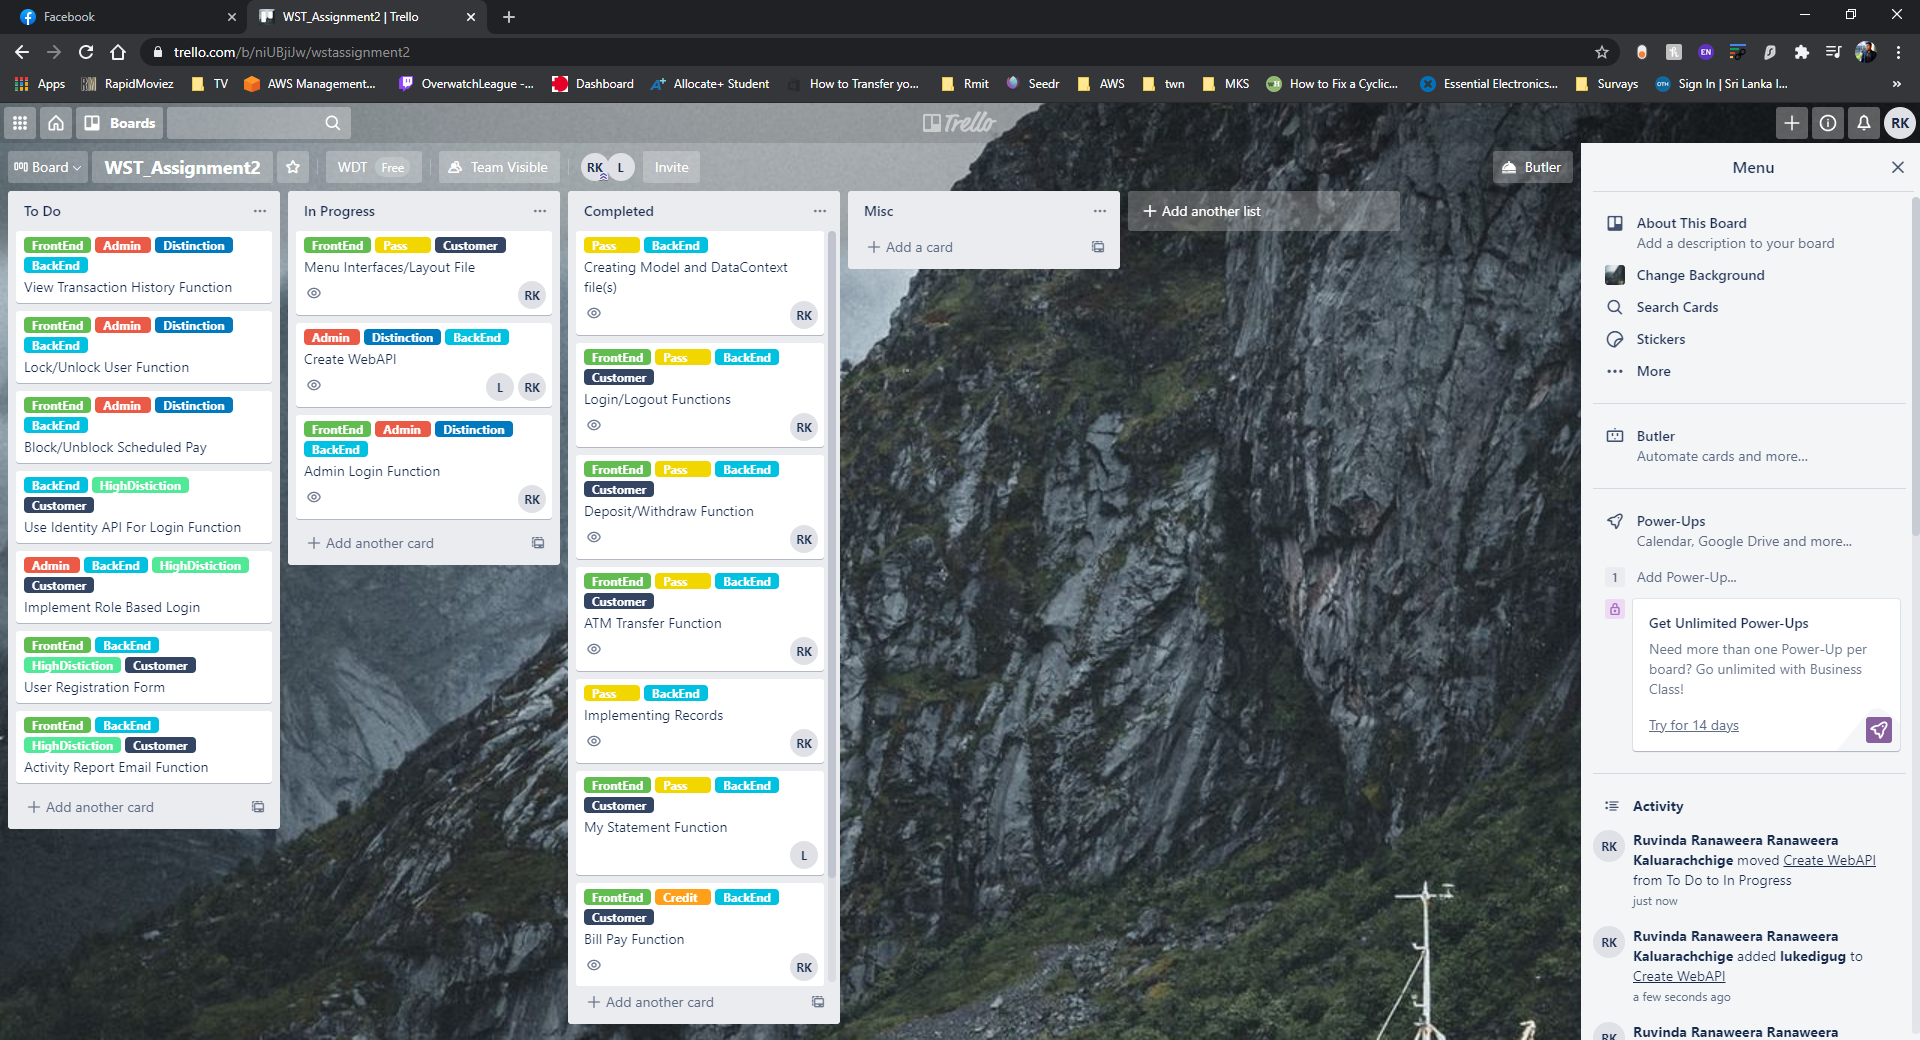 Facebook
WST_Assignment2 | Trello
trello.com/b/niUBjiJw/wstassignment2
Apps
RapidMoviez
TV
AWS Management...
OverwatchLeague -...
Dashboard
Allocate+ Student
How to Transfer yo...
Rmit
Seedr
AWS
twn
MKS
How to Fix a Cyclic...
Essential Electronics...
Survays
Sign In | Sri Lanka I...
»
Boards
Trello
RK
Board
WST_Assignment2
WDT Free
Team Visible
RK
L
Invite
Butler
To Do
FrontEnd Admin Distinction
BackEnd
View Transaction History Function
FrontEnd Admin Distinction
BackEnd
Lock/Unlock User Function
FrontEnd Admin Distinction
BackEnd
Block/Unblock Scheduled Pay
BackEnd HighDistiction
Customer
Use Identity API For Login Function
Admin BackEnd HighDistiction
Customer
Implement Role Based Login
FrontEnd BackEnd
HighDistiction Customer
User Registration Form
FrontEnd BackEnd
HighDistiction Customer
Activity Report Email Function
+ Add another card
In Progress
FrontEnd Pass Customer
Menu Interfaces/Layout File
RK
Admin Distinction BackEnd
Create WebAPI
L RK
FrontEnd Admin Distinction
BackEnd
Admin Login Function
RK
+ Add another card
Completed
Pass BackEnd
Creating Model and DataContext
file(s)
RK
FrontEnd Pass BackEnd
Customer
Login/Logout Functions
RK
FrontEnd Pass BackEnd
Customer
Deposit/Withdraw Function
RK
FrontEnd Pass BackEnd
Customer
ATM Transfer Function
RK
Pass BackEnd
Implementing Records
RK
FrontEnd Pass BackEnd
Customer
My Statement Function
L
FrontEnd Credit BackEnd
Customer
Bill Pay Function
RK
+ Add another card
Misc
+ Add a card
+ Add another list
Menu
About This Board
Add a description to your board
Change Background
Search Cards
Stickers
More
Butler
Automate cards and more...
Power-Ups
Calendar, Google Drive and more...
1 Add Power-Up...
Get Unlimited Power-Ups
Need more than one Power-Up per
board? Go unlimited with Business
Class!
Try for 14 days
Activity
RK
Ruvinda Ranaweera Ranaweera
Kaluarachchige moved Create WebAPI
from To Do to In Progress
just now
RK
Ruvinda Ranaweera Ranaweera
Kaluarachchige added lukedigug to
Create WebAPI
a few seconds ago
RK
Ruvinda Ranaweera Ranaweera